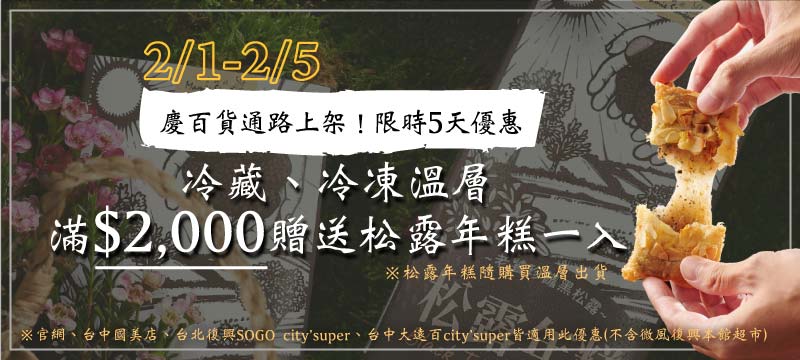 2/1-2/5
慶百貨通路上架！限時5天優惠
冷藏、冷凍溫層
滿$2,000贈送松露年糕一入
※松露年糕隨購買溫層出貨
松露年
※官網、台中國美店、台北復興SOGO city'super、台中大遠百city'super皆適用此優惠(不含微風復興本館超市)